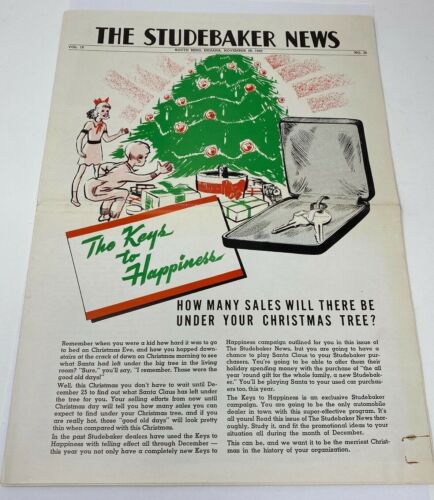 THE STUDEBAKER NEWS
VOL. 15
SOUTH BEND, INDIANA, NOVEMBER
NO.
The Keys
to
Happiness
HOW MANY SALES WILL THERE BE
UNDER YOUR CHRISTMAS TREE?
Remember when you were a kid how hard it was to go
to bed on Christmas Eve, and how you hopped down-
stairs at the crack of down on Christmas morning to see
what Santa had left under the big tree in the living
room? "Sure," you'll say, "I remember. Those were the
good old days!"
Well, this Christmas you don't have to wait until De-
cember 25 to find out what Santa Claus has left under
the tree for you. Your selling efforts from now until
Christmas day will tell you how many sales you can
expect to find under your Christmas tree, and if you
are really hot, those "good old days" will look pretty
thin when compared with this Christmas.
In the past Studebaker dealers have used the Keys to
Happiness with telling effect all through December —
this year you not only have a completely new Keys to
Happiness campaign outlined for you in this issue of
The Studebaker News, but you are going to have a
chance to play Santa Claus to your Studebaker pur-
chasers. You're going to be able to offer them their
holiday spending money with the purchase of "the all
year 'round gift for the whole family, a new Studebak-
er." You'll be playing Santa to your used car purchas-
ers too, this year.
The Keys to Happiness is an exclusive Studebaker
campaign. You are going to be the only automobile
dealer in town with this super-effective program. It's
all yours! Read this issue of The Studebaker News thor-
oughly. Study it, and fit the promotional ideas to your
situation all during the month of December.
This can be, and we want it to be the merriest Christ-
mas in the history of your organization.